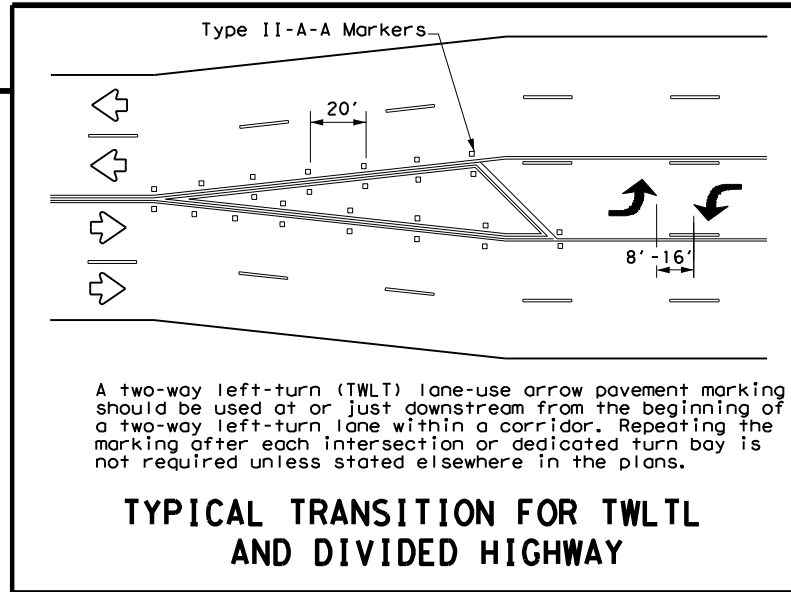 Type II-A-A Markers
20'
8' -16'
A two-way left-turn (TWLT) lane-use arrow pavement marking
should be used at or just downstream from the beginning of
a two-way left-turn lane within a corridor. Repeating the
marking after each intersection or dedicated turn bay is
not required unless stated elsewhere in the plans.
TYPICAL TRANSITION FOR TWLTL
AND DIVIDED HIGHWAY